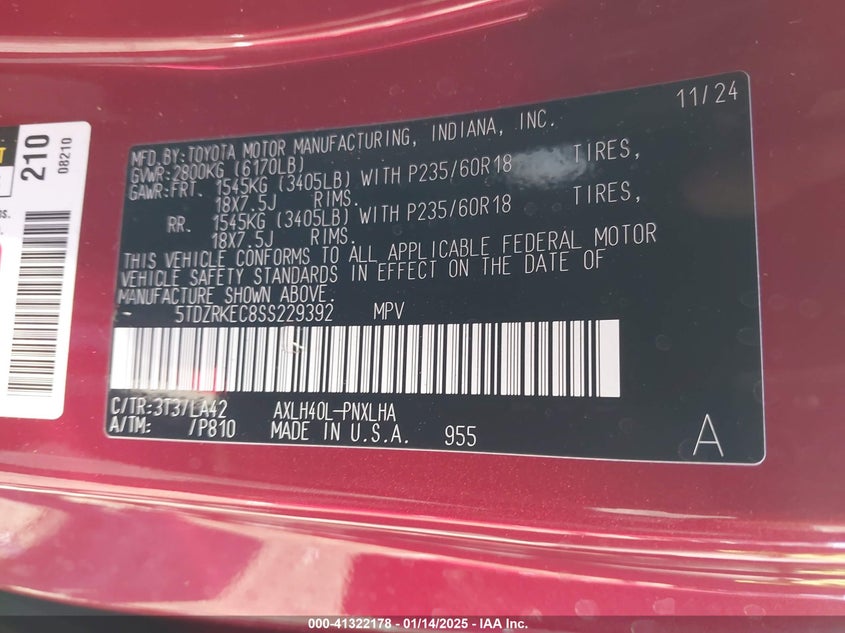 11/24
MFD.BY:TOYOTA MOTOR MANUFACTURING, INDIANA, INC.
GVWR:2800KG (6170LB)
GAWR:FRT. 1545KG (3405LB) WITH P235/60R18 TIRES,
18X7.5J RIMS.
RR. 1545KG (3405LB) WITH P235/60R18 TIRES,
18X7.5J RIMS.
THIS VEHICLE CONFORMS TO ALL APPLICABLE FEDERAL MOTOR
VEHICLE SAFETY STANDARDS IN EFFECT ON THE DATE OF
MANUFACTURE SHOWN ABOVE.
5TDZRKEC8SS229392 MPV
C/TR:3T3/LA42 AXLH40L-PNXLHA
A/TM: /P810 MADE IN U.S.A. 955
A
210
08210
000-41322178 - 01/14/2025 - IAA Inc.